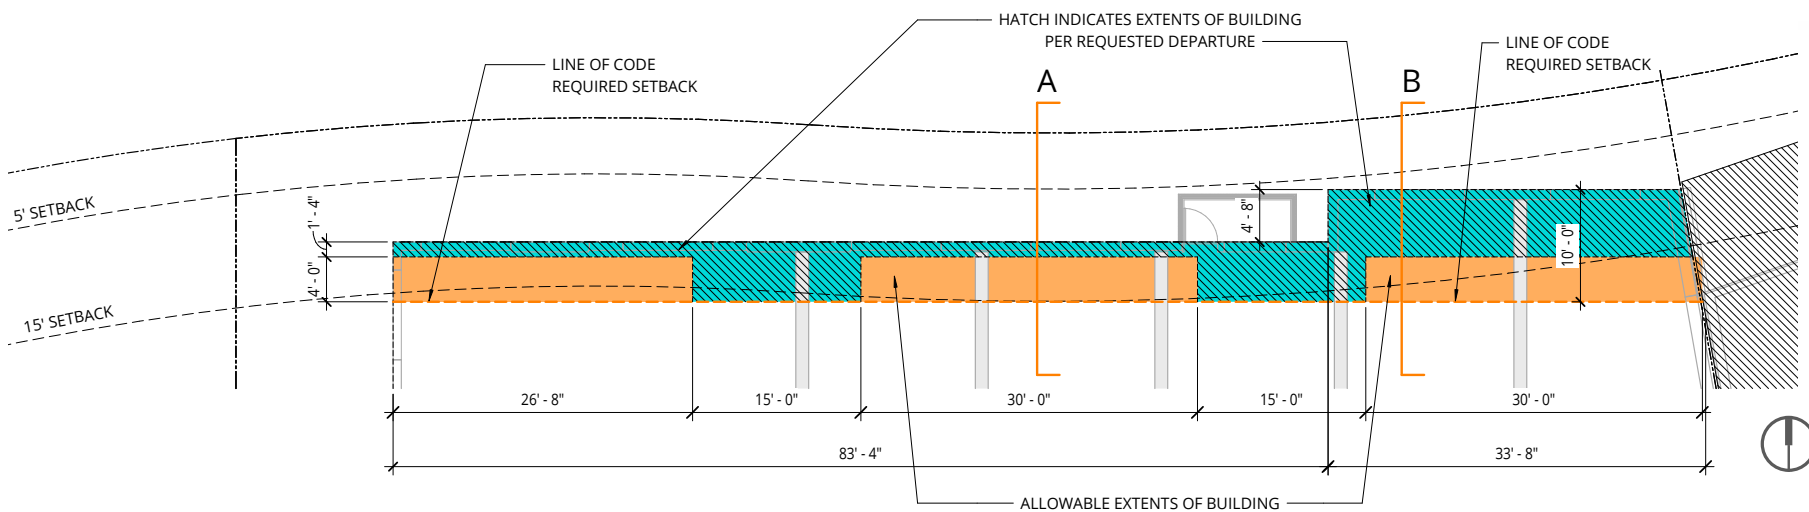 HATCH INDICATES EXTENTS OF BUILDING
PER REQUESTED DEPARTURE
LINE OF CODE
REQUIRED SETBACK
LINE OF CODE
REQUIRED SETBACK
A
B
5' SETBACK
15' SETBACK
1' - 4"
4' - 0"
4' - 8"
10' - 0"
26' - 8"
15' - 0"
30' - 0"
15' - 0"
30' - 0"
83' - 4"
33' - 8"
ALLOWABLE EXTENTS OF BUILDING